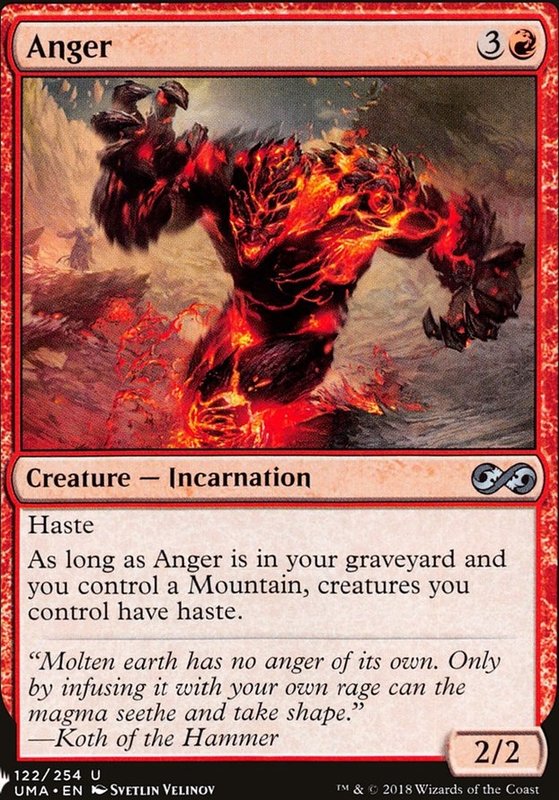 Anger 3
Creature — Incarnation
Haste
As long as Anger is in your graveyard and
you control a Mountain, creatures you
control have haste.
“Molten earth has no anger of its own. Only
by infusing it with your own rage can the
magma seethe and take shape.”
—Koth of the Hammer
2/2
122/254 U
UMA • EN Svetlin Velinov
™ & © 2018 Wizards of the Coast